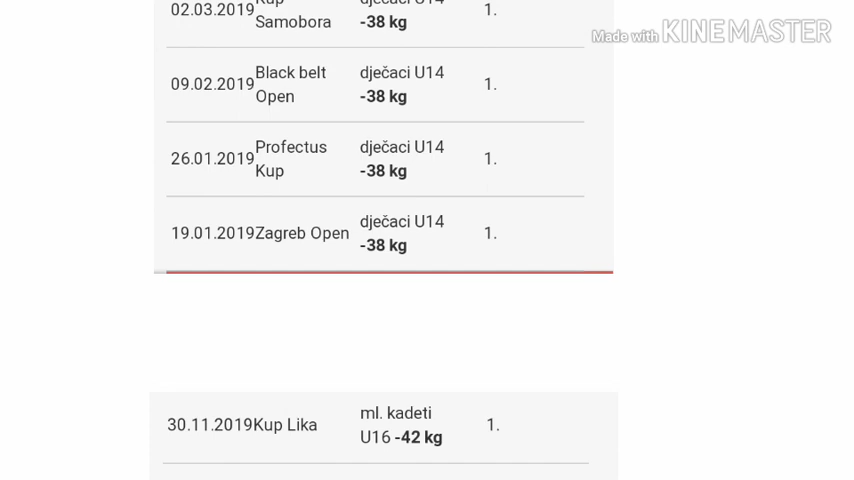 dječaci U14
02.03.2019 Kup Samobora -38 kg 1.
Made with KINEMASTER
Black belt dječaci U14
09.02.2019 1.
Open -38 kg
Profectus dječaci U14
26.01.2019 1.
Kup -38 kg
dječaci U14
19.01.2019 Zagreb Open 1.
-38 kg
ml. kadeti
30.11.2019 Kup Lika 1.
U16 -42 kg